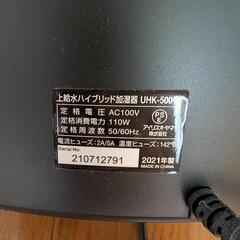 上給水ハイブリッド加湿器 UHK-500
定格電圧 AC100V
定格消費電力 110W
定格周波数 50/60Hz
PSE
アイリスオーヤマ
株式会社
電流ヒューズ:2A/5A 温度ヒューズ:142℃
Serial No:
210712791
2021年製
MADE IN CHINA